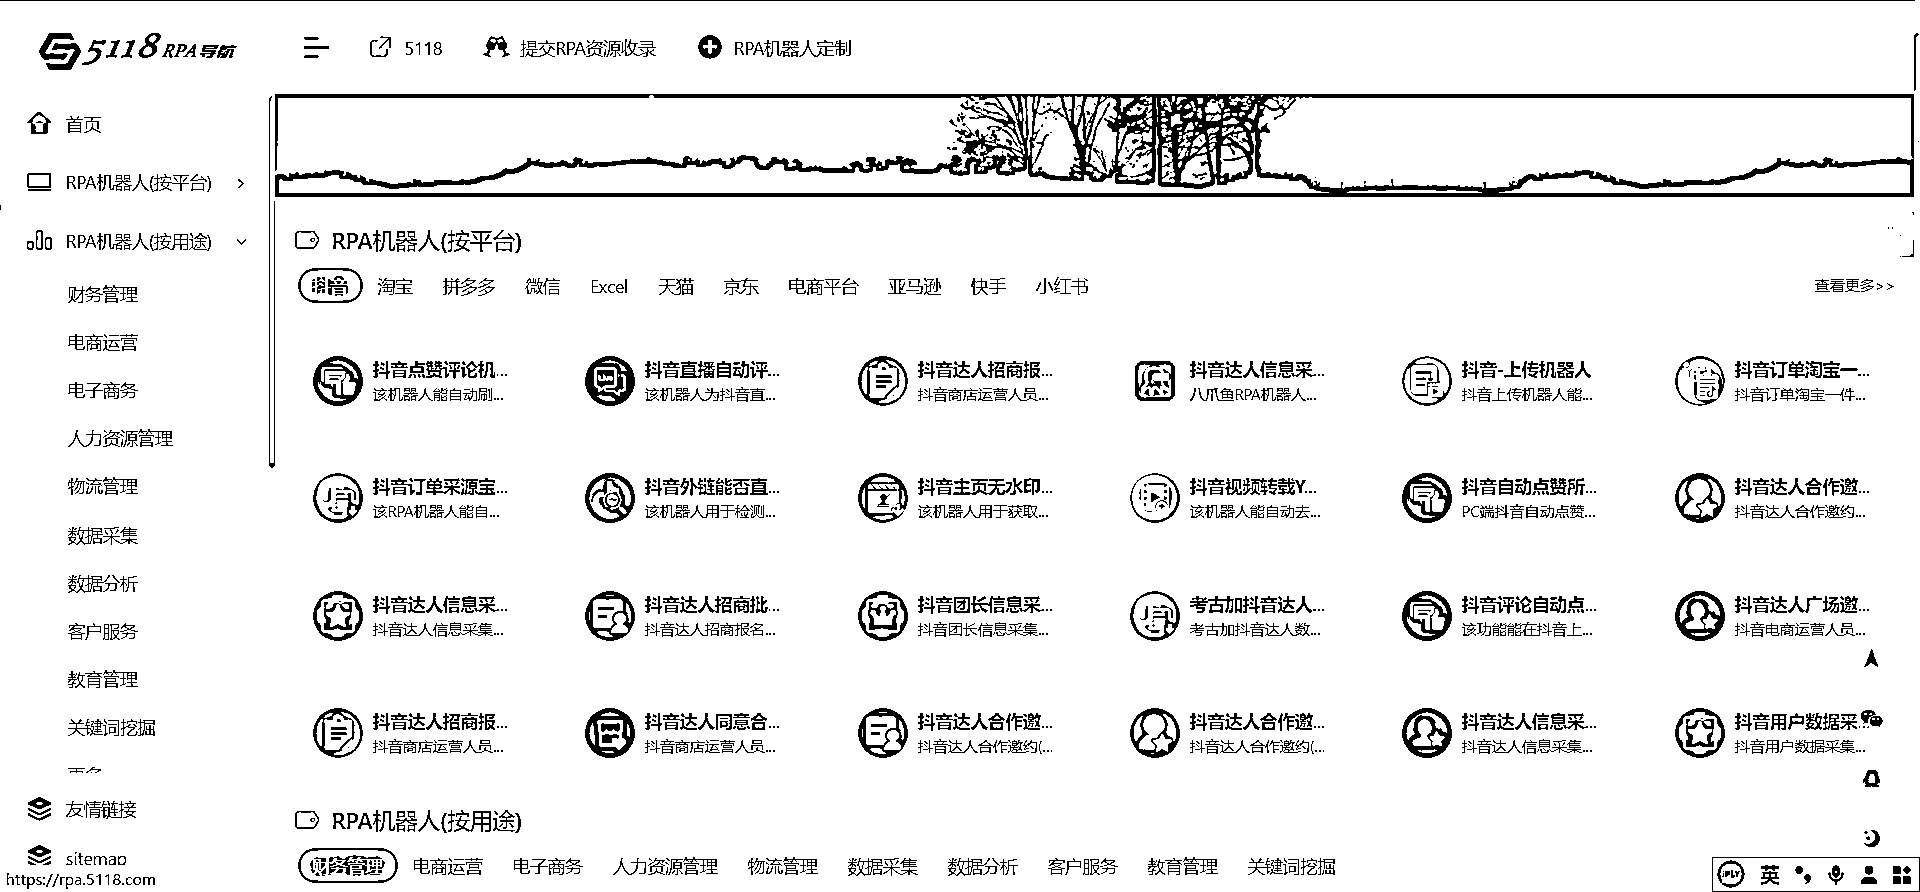 5118 RPA导航
5118
提交RPA资源收录
RPA机器人定制
首页
RPA机器人(按平台)
RPA机器人(按用途)
财务管理
电商运营
电子商务
人力资源管理
物流管理
数据采集
数据分析
客户服务
教育管理
关键词挖掘
友情链接
sitemap
https://rpa.5118.com
RPA机器人(按平台)
抖音 淘宝 拼多多 微信 Excel 天猫 京东 电商平台 亚马逊 快手 小红书 查看更多>>
抖音点赞评论机...
该机器人能自动刷...
抖音直播自动评...
该机器人为抖音直...
抖音达人招商报...
抖音商店运营人员...
抖音达人信息采...
八爪鱼RPA机器人...
抖音-上传机器人
抖音上传机器人能...
抖音订单淘宝一...
抖音订单淘宝一件...
抖音订单采源宝...
该RPA机器人能自...
抖音外链能否直...
该机器人用于检测...
抖音主页无水印...
该机器人用于获取...
抖音视频转载Y...
该机器人能自动去...
抖音自动点赞所...
PC端抖音自动点赞...
抖音达人合作邀...
抖音达人合作邀约...
抖音达人信息采...
抖音达人信息采集...
抖音达人招商批...
抖音达人招商报名...
抖音团长信息采...
抖音团长信息采集...
考古加抖音达人...
考古加抖音达人数...
抖音评论自动点...
该功能能在抖音上...
抖音达人广场邀...
抖音电商运营人员...
抖音达人招商报...
抖音商店运营人员...
抖音达人同意合...
抖音商店运营人员...
抖音达人合作邀...
抖音达人合作邀约(...
抖音达人合作邀...
抖音达人合作邀约(...
抖音达人信息采...
抖音达人信息采集...
抖音用户数据采...
抖音用户数据采集...
RPA机器人(按用途)
财务管理 电商运营 电子商务 人力资源管理 物流管理 数据采集 数据分析 客户服务 教育管理 关键词挖掘
iFLY 英